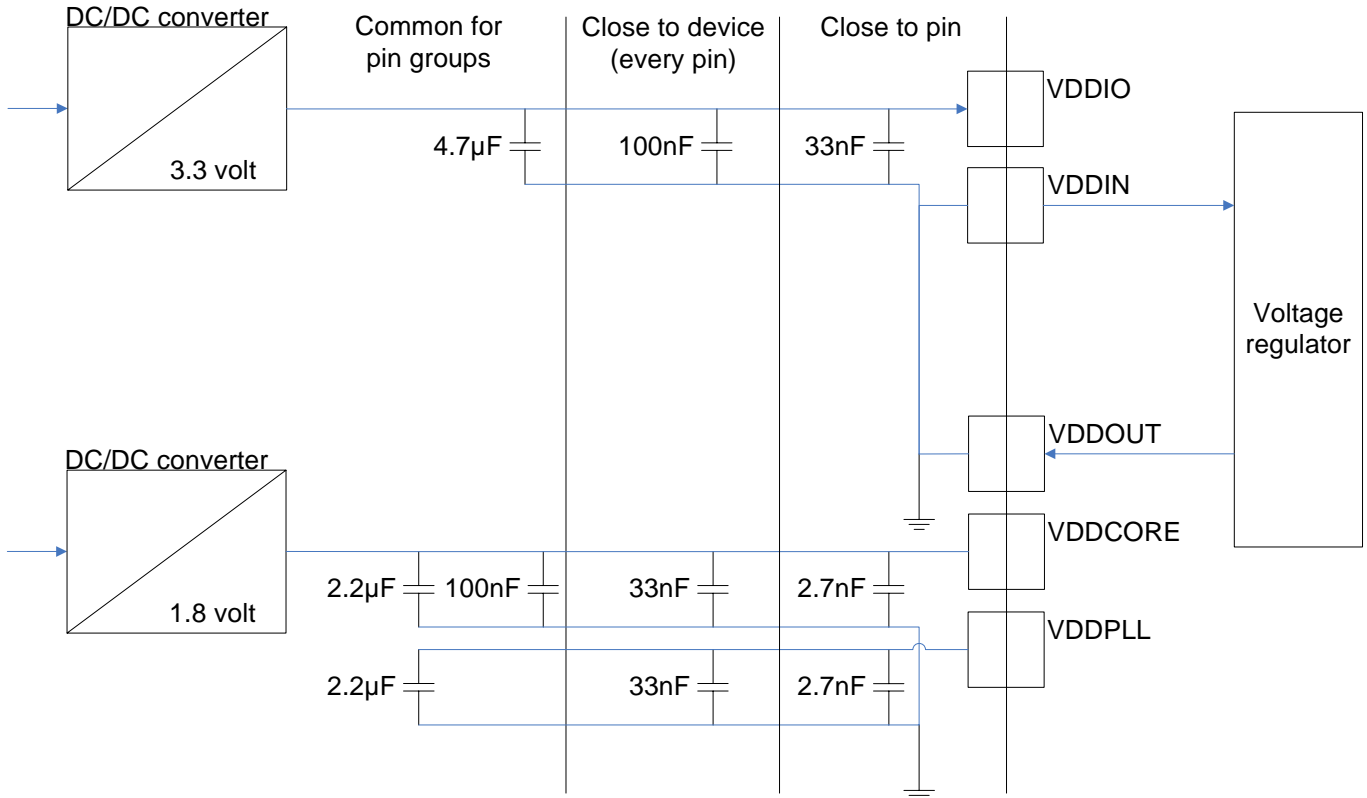 DC/DC converter
Common for
pin groups
Close to device
(every pin)
Close to pin
VDDIO
4.7µF
100nF
33nF
3.3 volt
VDDIN
Voltage
regulator
VDDOUT
DC/DC converter
VDDCORE
2.2µF
100nF
33nF
2.7nF
1.8 volt
VDDPLL
2.2µF
33nF
2.7nF